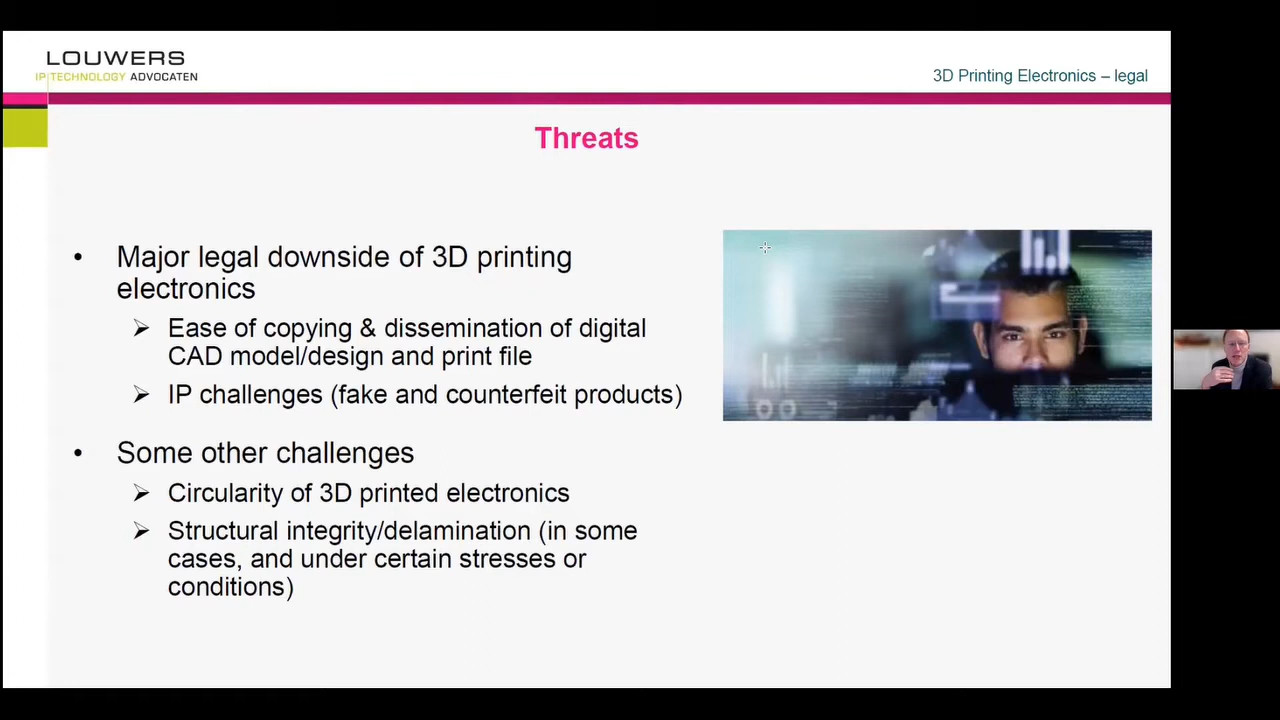 LOUWERS
IP TECHNOLOGY ADVOCATEN
3D Printing Electronics – legal
Threats
• Major legal downside of 3D printing
electronics
➢ Ease of copying & dissemination of digital
CAD model/design and print file
➢ IP challenges (fake and counterfeit products)
• Some other challenges
➢ Circularity of 3D printed electronics
➢ Structural integrity/delamination (in some
cases, and under certain stresses or
conditions)